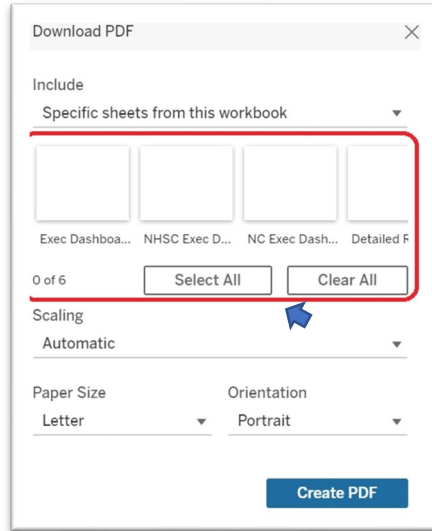 Download PDF
Include
Specific sheets from this workbook
Exec Dashboa... NHSC Exec D... NC Exec Dash... Detailed R
0 of 6 Select All Clear All
Scaling
Automatic
Paper Size Orientation
Letter Portrait
Create PDF